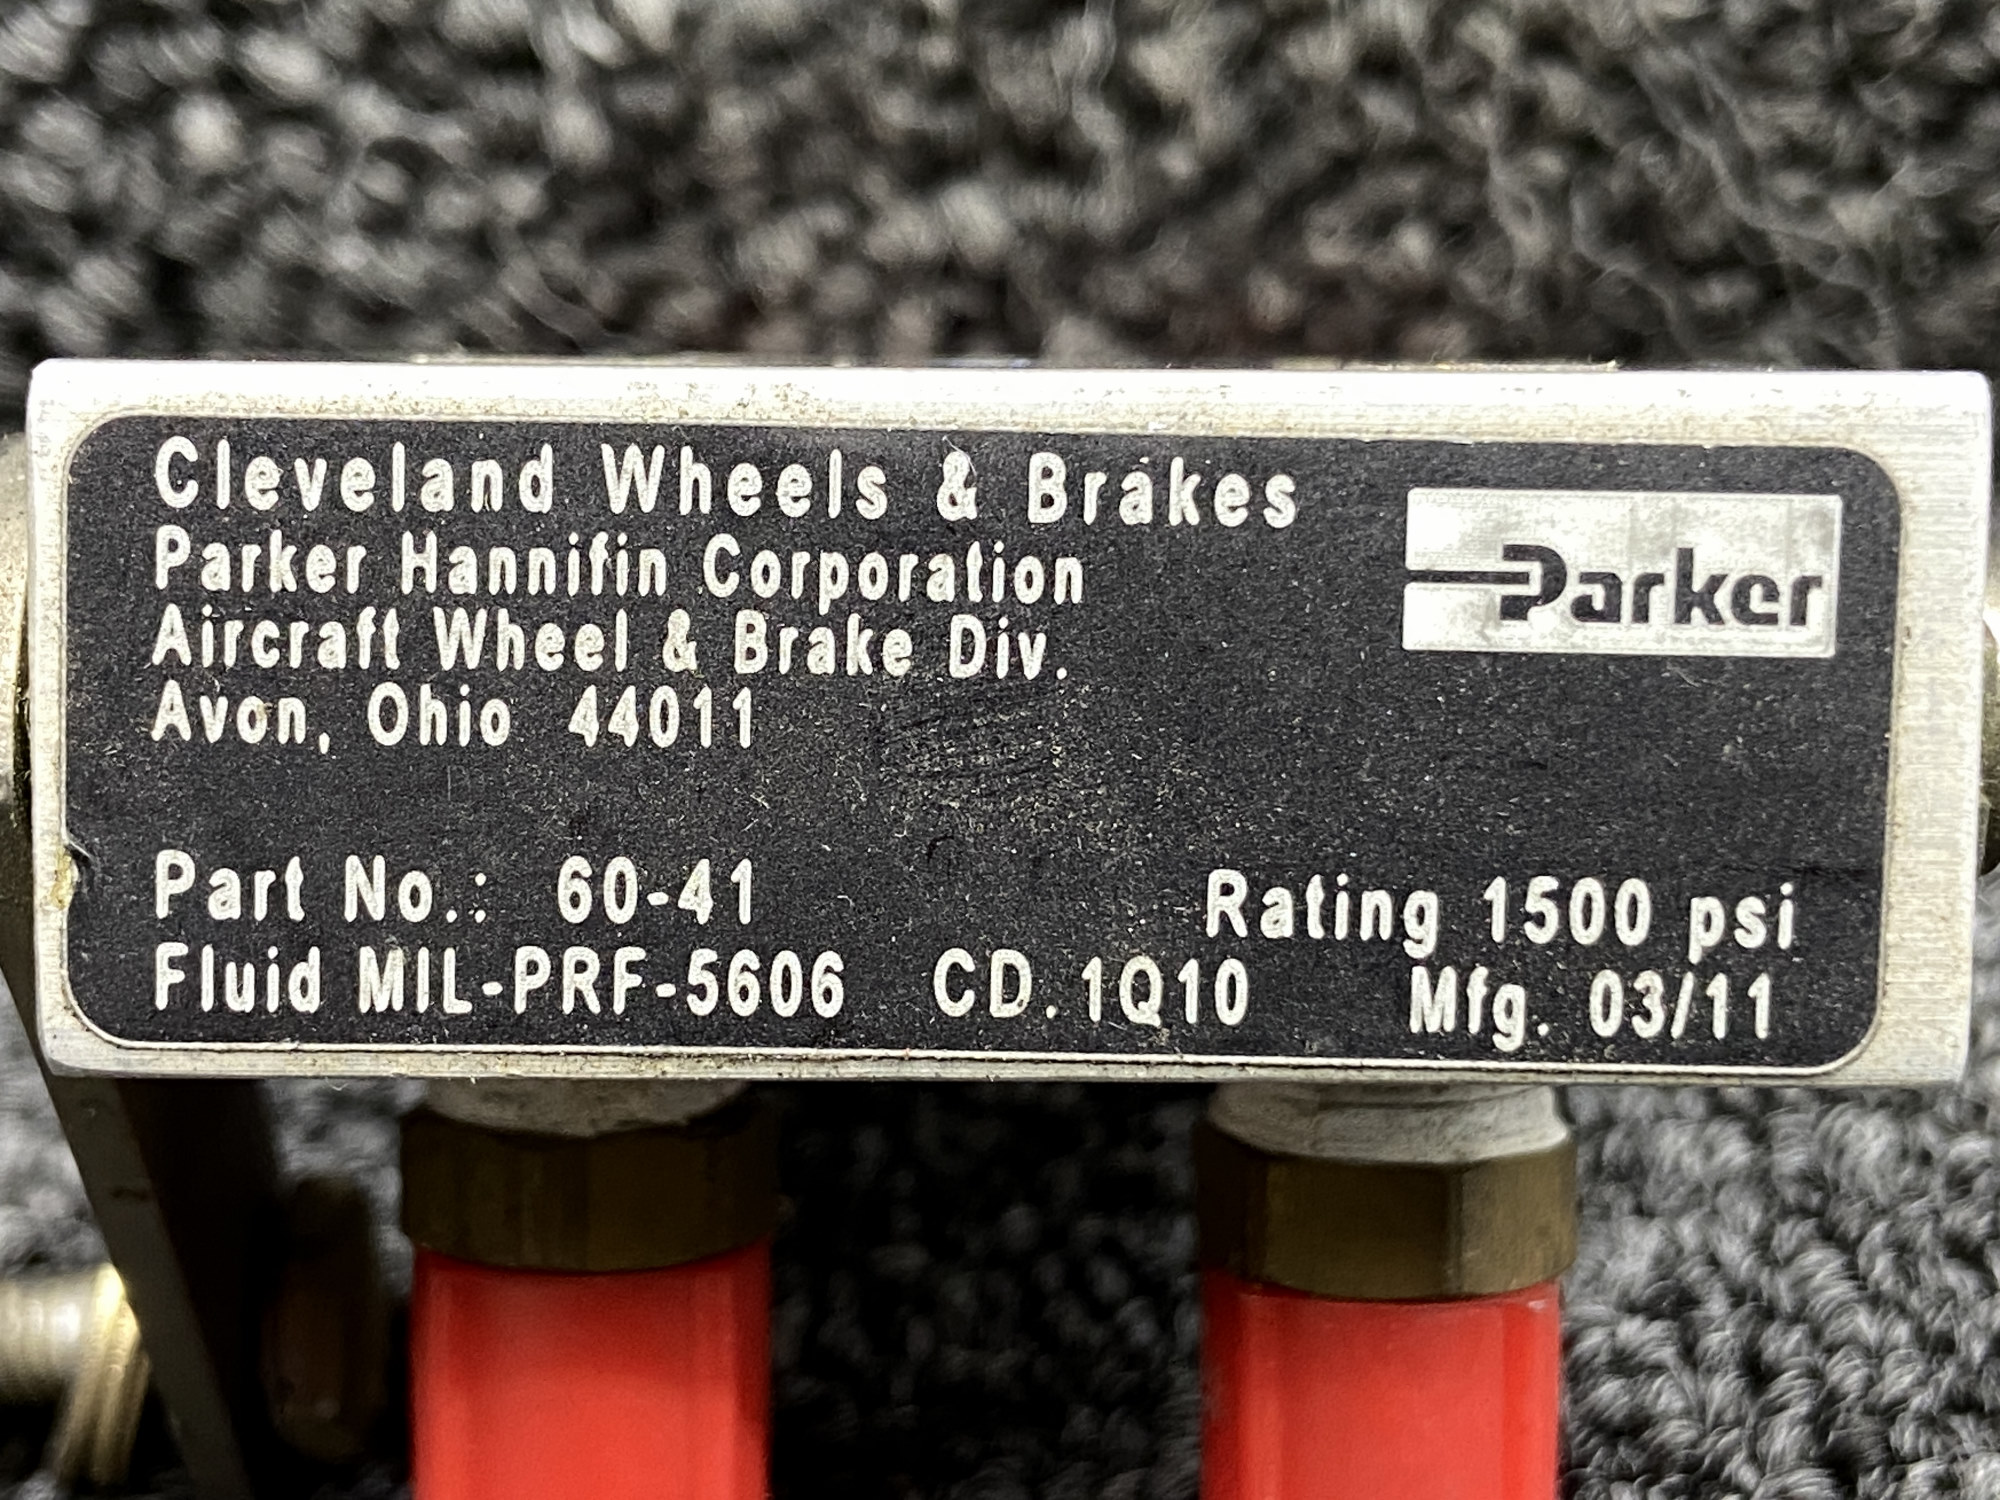 Cleveland Wheels & Brakes
Parker Hannifin Corporation
Aircraft Wheel & Brake Div.
Avon, Ohio 44011
Parker
Part No.: 60-41 Rating 1500 psi
Fluid MIL-PRF-5606 CD.1Q10 Mfg. 03/11